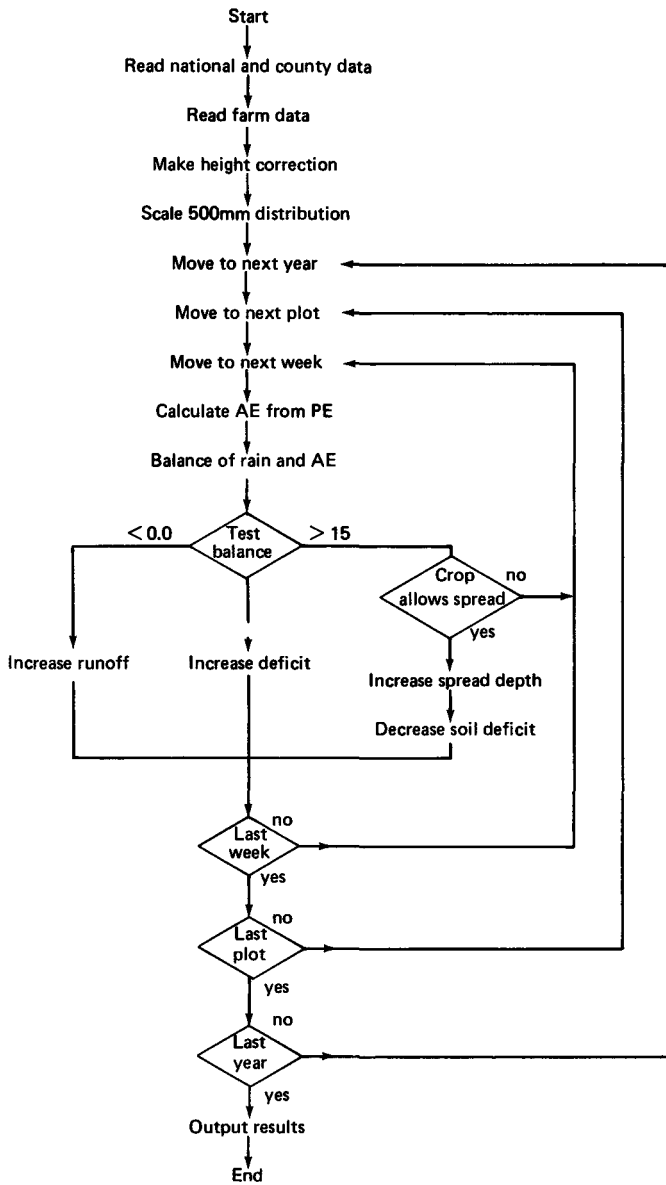 Start
Read national and county data
Read farm data
Make height correction
Scale 500mm distribution
Move to next year
Move to next plot
Move to next week
Calculate AE from PE
Balance of rain and AE
< 0.0
Test
balance
> 15
Crop
allows spread
no
yes
Increase runoff
Increase deficit
Increase spread depth
Decrease soil deficit
no
Last
week
yes
no
Last
plot
yes
no
Last
year
yes
Output results
End